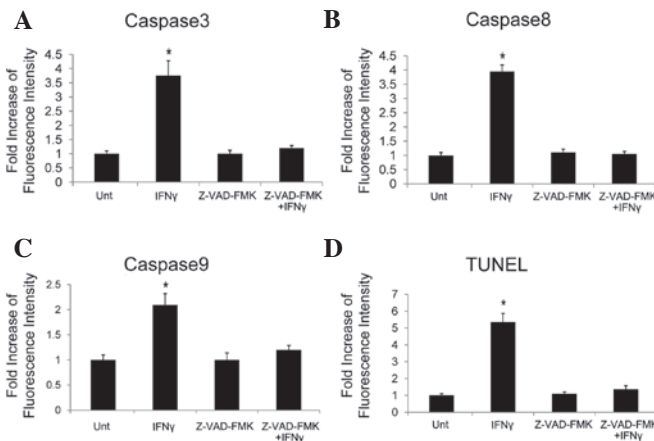 A
Caspase3
Fold Increase of
Fluorescence Intensity
4.5
4
3.5
3
2.5
2
1.5
1
0.5
0
*
Unt
IFNγ
Z-VAD-FMK
Z-VAD-FMK
+IFNγ
B
Caspase8
Fold Increase of
Fluorescence Intensity
4.5
4
3.5
3
2.5
2
1.5
1
0.5
0
*
Unt
IFNγ
Z-VAD-FMK
Z-VAD-FMK
+IFNγ
C
Caspase9
Fold Increase of
Fluorescence Intensity
2.5
2
1.5
1
0.5
0
*
Unt
IFNγ
Z-VAD-FMK
Z-VAD-FMK
+IFNγ
D
TUNEL
Fold Increase of
Fluorescence Intensity
7
6
5
4
3
2
1
0
*
Unt
IFNγ
Z-VAD-FMK
Z-VAD-FMK
+IFNγ